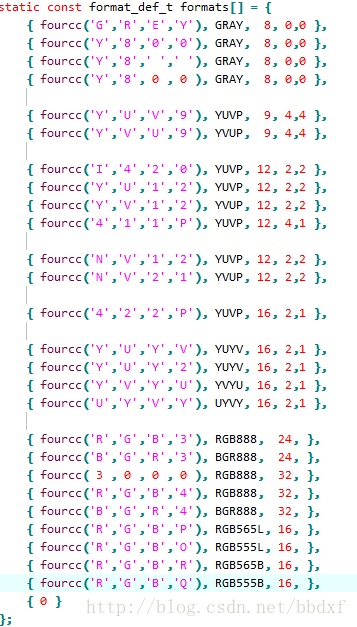 static const format_def_t formats[] = {
{ fourcc('G','R','E','Y'), GRAY, 8, 0,0 },
{ fourcc('Y','8','0','0'), GRAY, 8, 0,0 },
{ fourcc('Y','8',' ',' '), GRAY, 8, 0,0 },
{ fourcc('Y','8', 0 , 0 ), GRAY, 8, 0,0 },
{ fourcc('Y','U','V','9'), YUVP, 9, 4,4 },
{ fourcc('Y','V','U','9'), YVUP, 9, 4,4 },
{ fourcc('I','4','2','0'), YUVP, 12, 2,2 },
{ fourcc('Y','U','1','2'), YUVP, 12, 2,2 },
{ fourcc('Y','V','1','2'), YVUP, 12, 2,2 },
{ fourcc('4','1','1','P'), YUVP, 12, 4,1 },
{ fourcc('N','V','1','2'), YUVP, 12, 2,2 },
{ fourcc('N','V','2','1'), YVUP, 12, 2,2 },
{ fourcc('4','2','2','P'), YUVP, 16, 2,1 },
{ fourcc('Y','U','Y','V'), YUYV, 16, 2,1 },
{ fourcc('Y','U','Y','2'), YUYV, 16, 2,1 },
{ fourcc('Y','V','Y','U'), YVYU, 16, 2,1 },
{ fourcc('U','Y','V','Y'), UYVY, 16, 2,1 },
{ fourcc('R','G','B','3'), RGB888, 24, },
{ fourcc('B','G','R','3'), BGR888, 24, },
{ fourcc( 3 , 0 , 0 , 0 ), RGB888, 32, },
{ fourcc('R','G','B','4'), RGB888, 32, },
{ fourcc('B','G','R','4'), BGR888, 32, },
{ fourcc('R','G','B','P'), RGB565L, 16, },
{ fourcc('R','G','B','O'), RGB555L, 16, },
{ fourcc('R','G','B','R'), RGB565B, 16, },
{ fourcc('R','G','B','Q'), RGB555B, 16, },
{ 0 }
};
http://blog.csdn.net/bbdxf